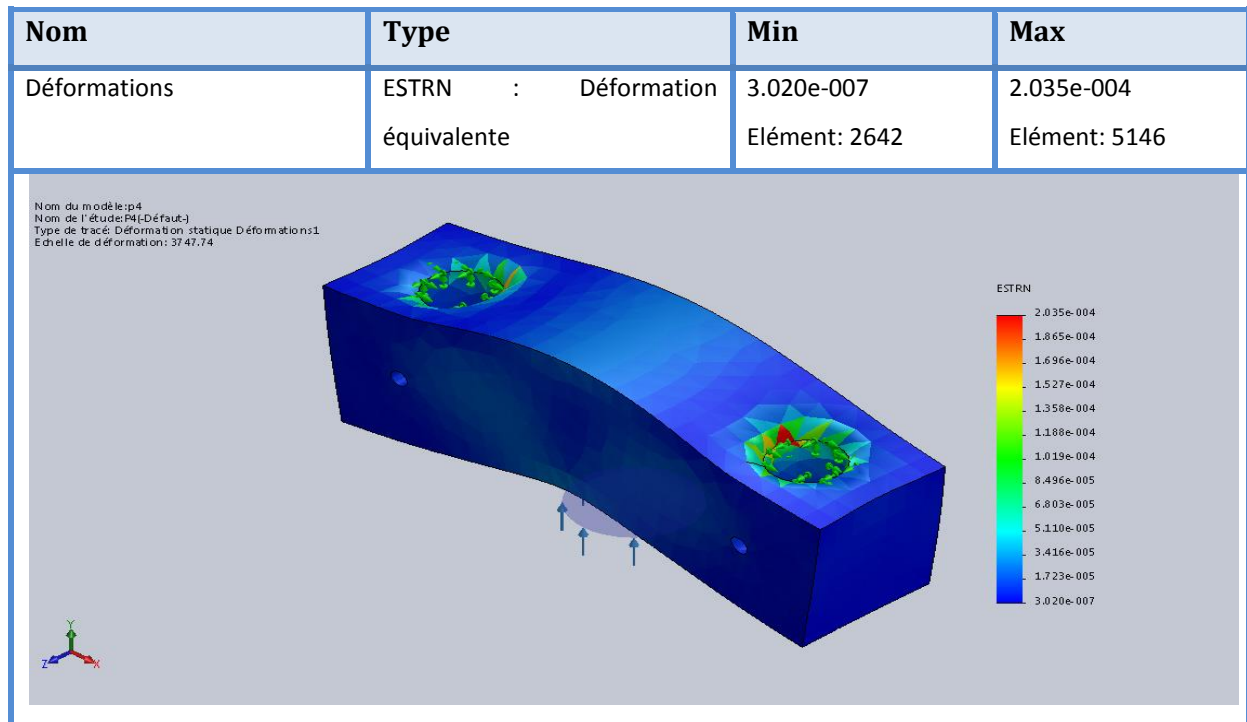 Nom Type Min Max
Déformations ESTRN : Déformation 3.020e-007 2.035e-004
équivalente Elément: 2642 Elément: 5146
Nom du modèle:p4
Nom de l'étude:P4(-Défaut-)
Type de tracé: Déformation statique Déformations1
Echelle de déformation: 3747.74
ESTRN
2.035e-004
1.865e-004
1.696e-004
1.527e-004
1.358e-004
1.188e-004
1.019e-004
8.496e-005
6.803e-005
5.110e-005
3.416e-005
1.723e-005
3.020e-007
Y
Z X